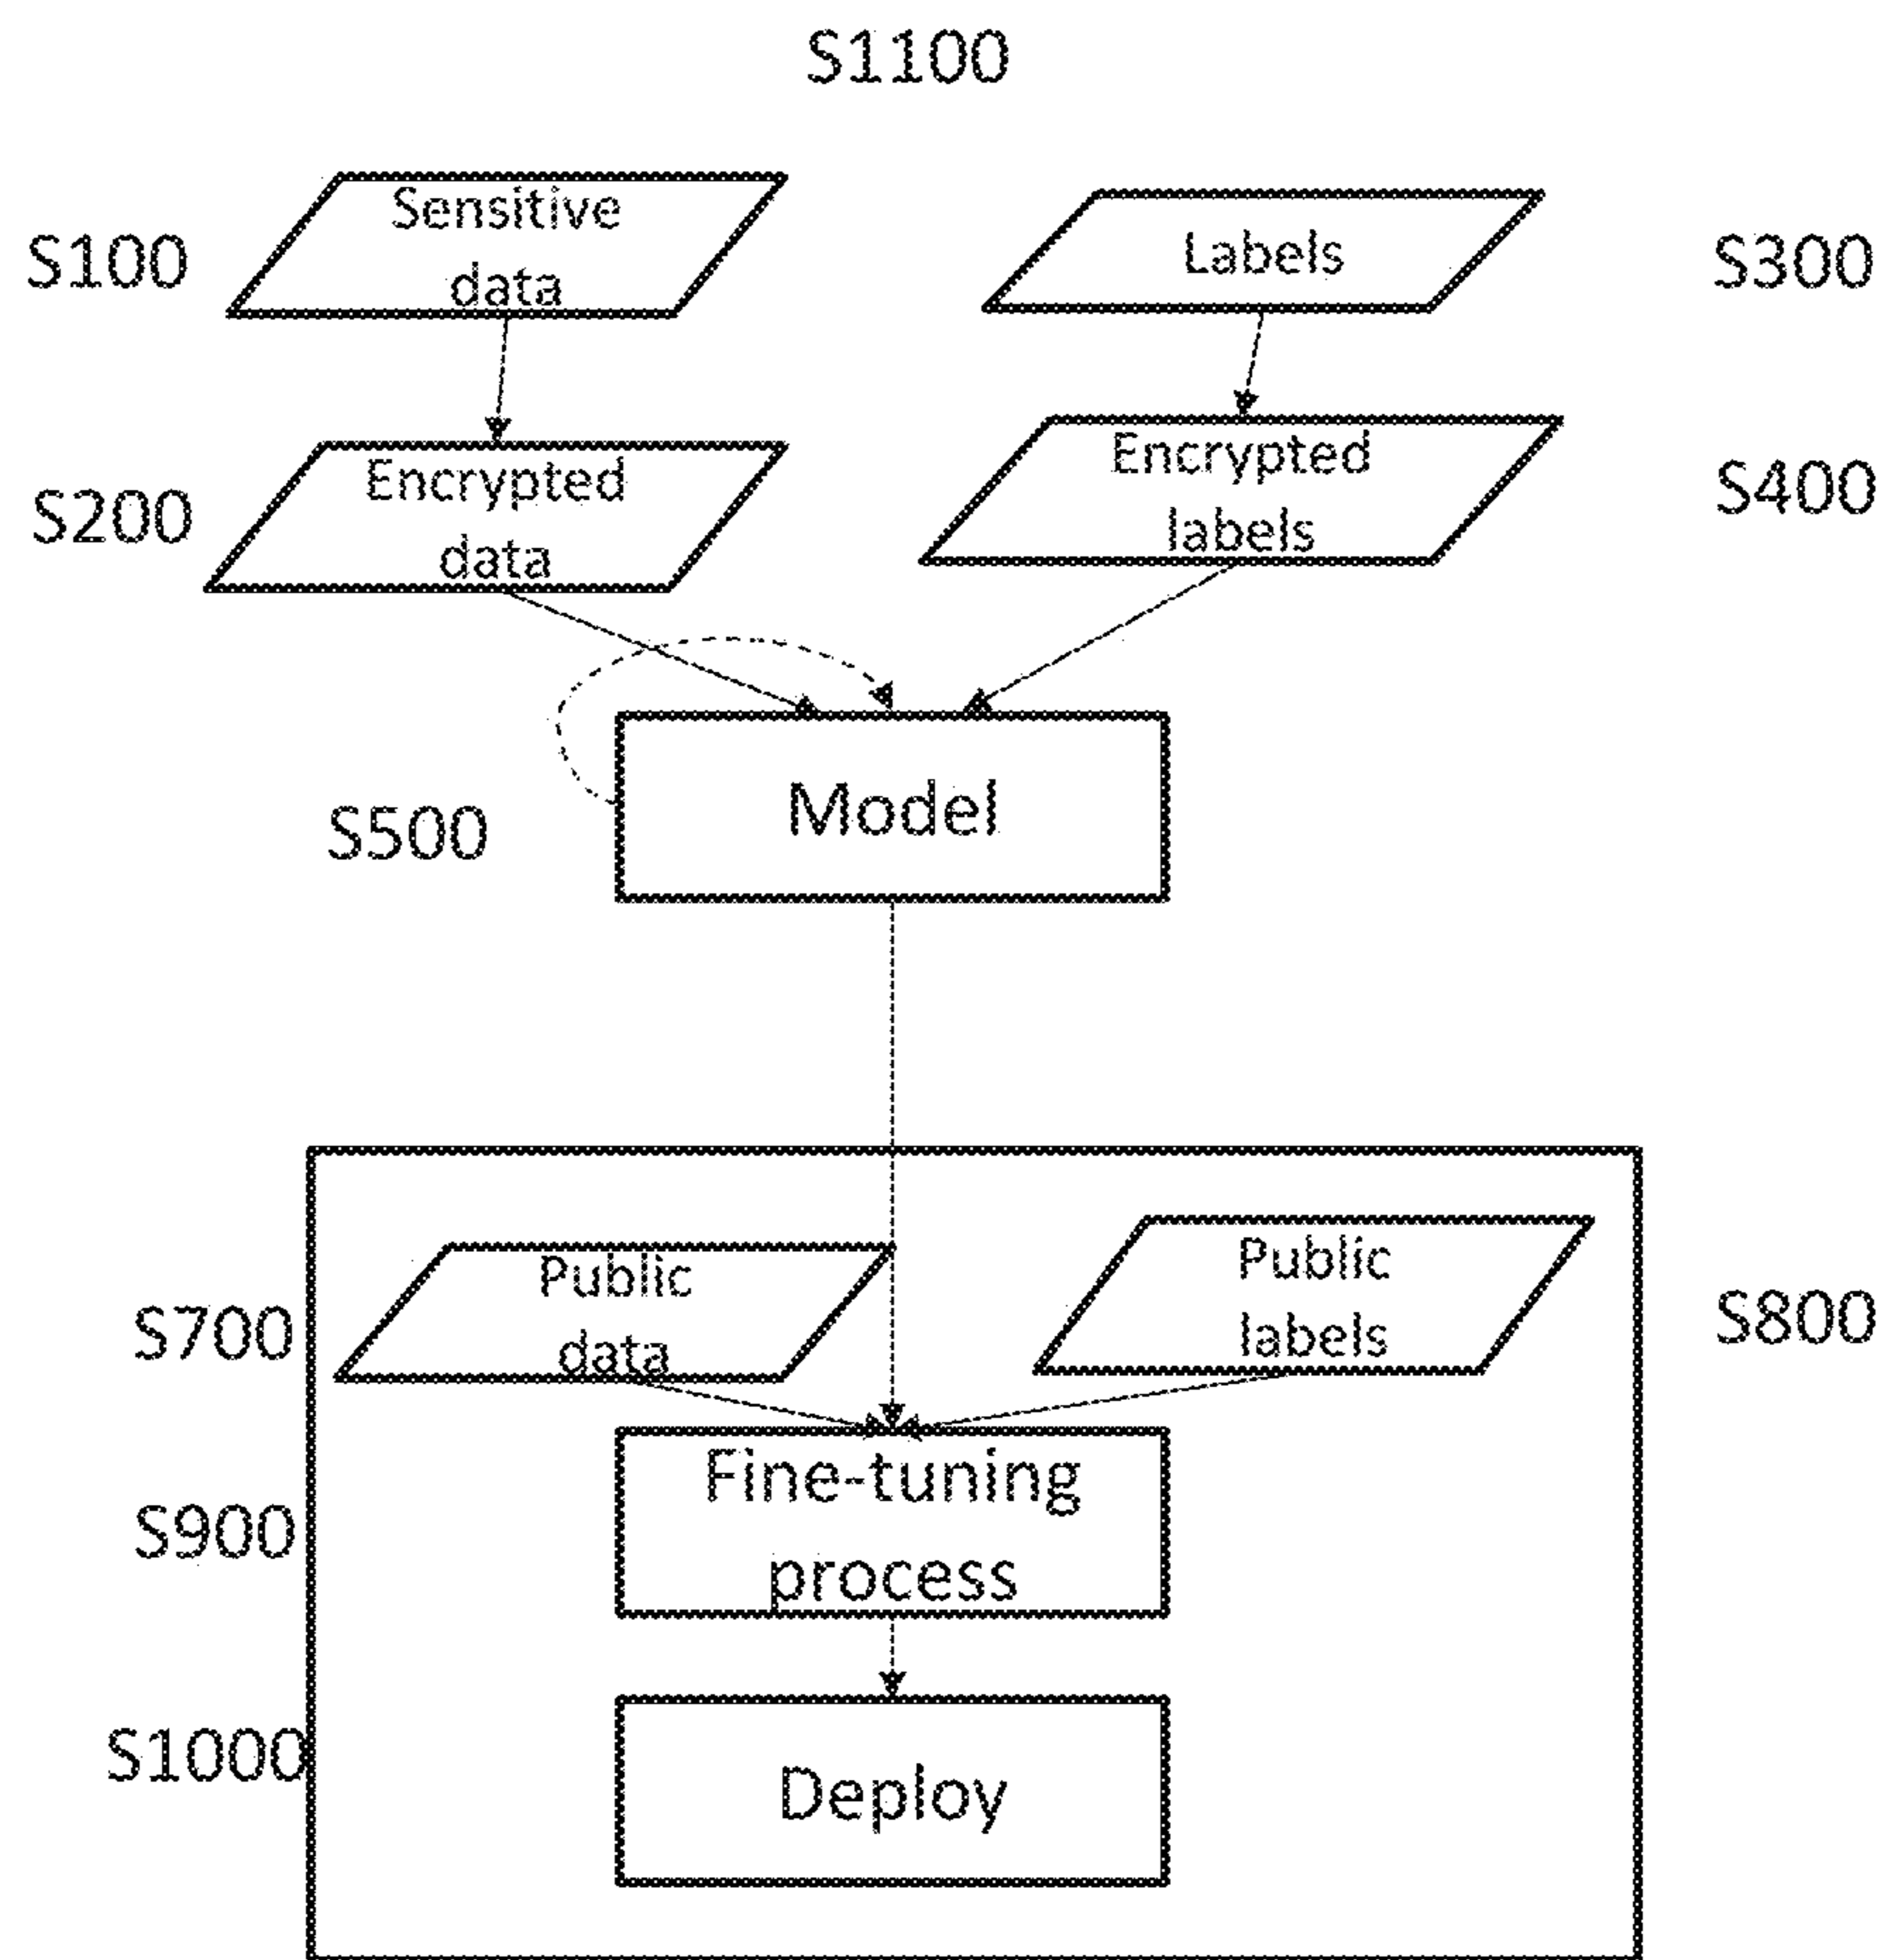 S1100
S100
Sensitive
data
Labels
S300
S200
Encrypted
data
Encrypted
labels
S400
S500
Model
S700
Public
data
Public
labels
S800
S900
Fine-tuning
process
S1000
Deploy